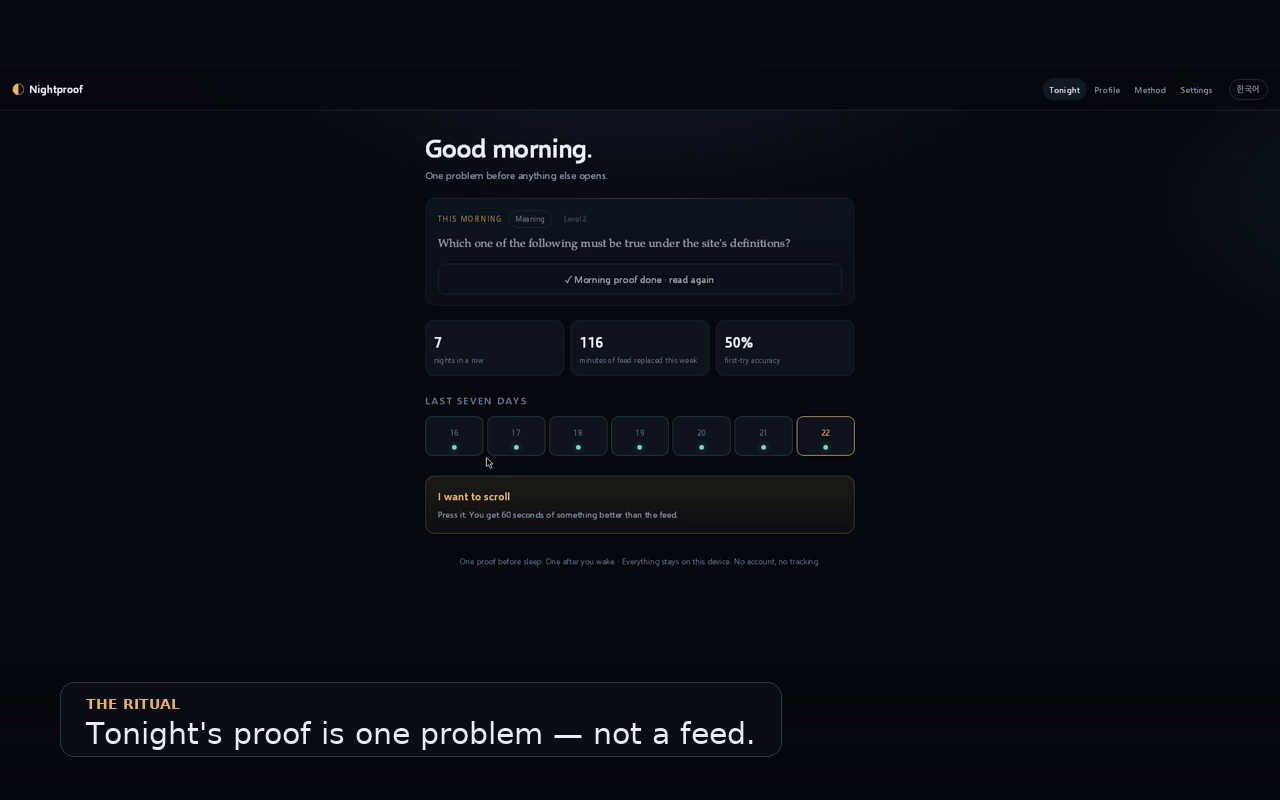 Nightproof
Tonight Profile Method Settings 한국어
Good morning.
One problem before anything else opens.
THIS MORNING Meaning Level 2
Which one of the following must be true under the site's definitions?
✓ Morning proof done · read again
7
nights in a row
116
minutes of feed replaced this week
50%
first-try accuracy
LAST SEVEN DAYS
16 17 18 19 20 21 22
I want to scroll
Press it. You get 60 seconds of something better than the feed.
One proof before sleep. One after you wake. · Everything stays on this device. No account, no tracking.
THE RITUAL
Tonight's proof is one problem — not a feed.